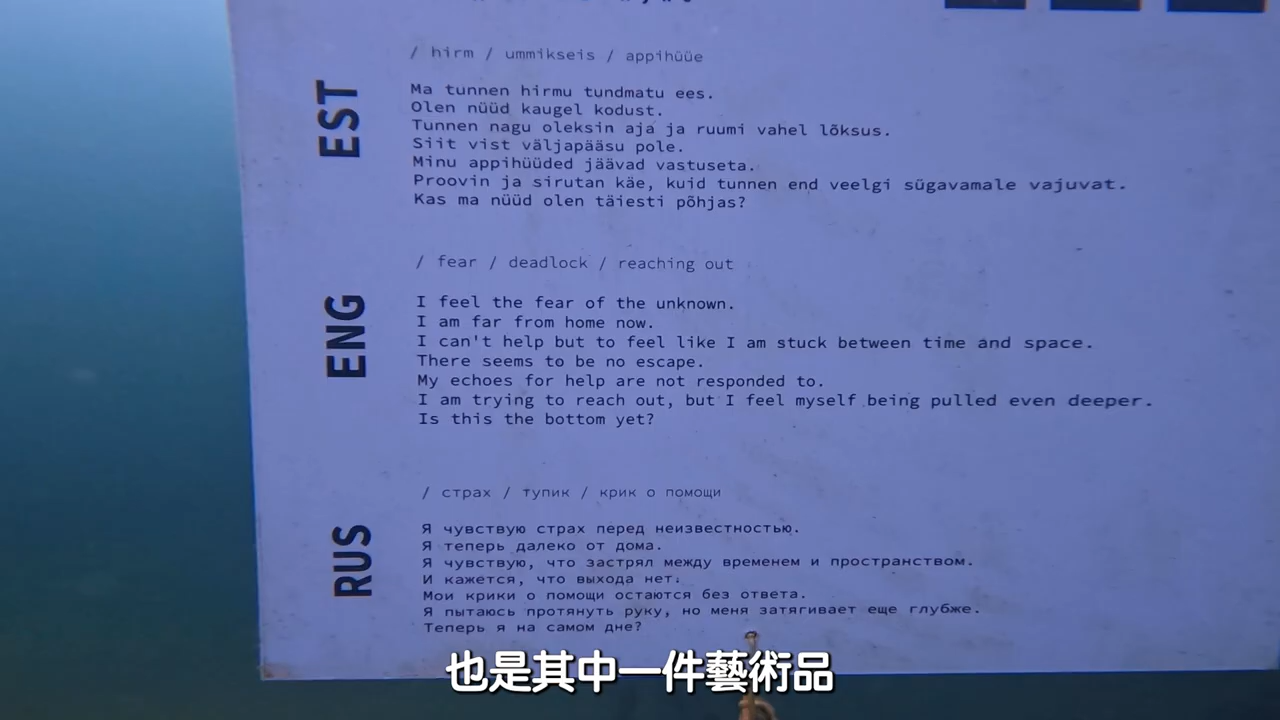 / hirm / ummikseis / appihüüe
EST
Ma tunnen hirmu tundmatu ees.
Olen nüüd kaugel kodust.
Tunnen nagu oleksin aja ja ruumi vahel lõksus.
Siit vist väljapääsu pole.
Minu appihüüded jäävad vastuseta.
Proovin ja sirutan käe, kuid tunnen end veelgi sügavamale vajuvat.
Kas ma nüüd olen täiesti põhjas?
/ fear / deadlock / reaching out
ENG
I feel the fear of the unknown.
I am far from home now.
I can't help but to feel like I am stuck between time and space.
There seems to be no escape.
My echoes for help are not responded to.
I am trying to reach out, but I feel myself being pulled even deeper.
Is this the bottom yet?
/ страх / тупик / крик о помощи
RUS
Я чувствую страх перед неизвестностью.
Я теперь далеко от дома.
Я чувствую, что застрял между временем и пространством.
И кажется, что выхода нет.
Мои крики о помощи остаются без ответа.
Я пытаюсь протянуть руку, но меня затягивает еще глубже.
Теперь я на самом дне?
也是其中一件藝術品